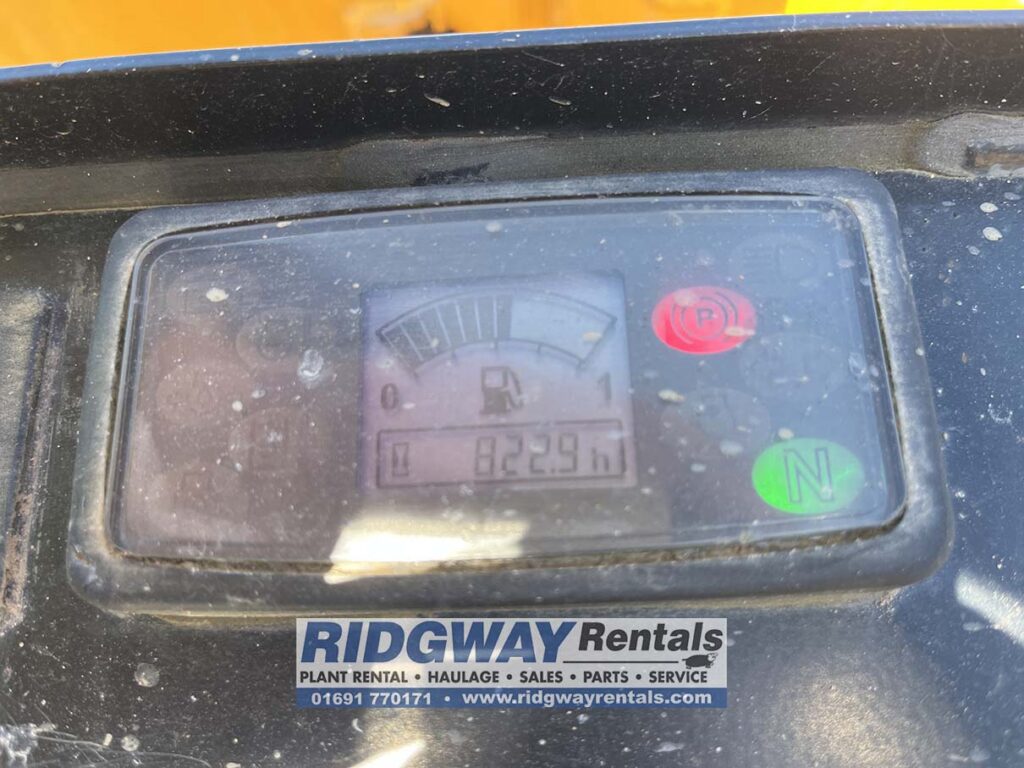 P
0
1
822.9 h
N
RIDGWAY Rentals
PLANT RENTAL • HAULAGE • SALES • PARTS • SERVICE
01691 770171 • www.ridgwayrentals.com